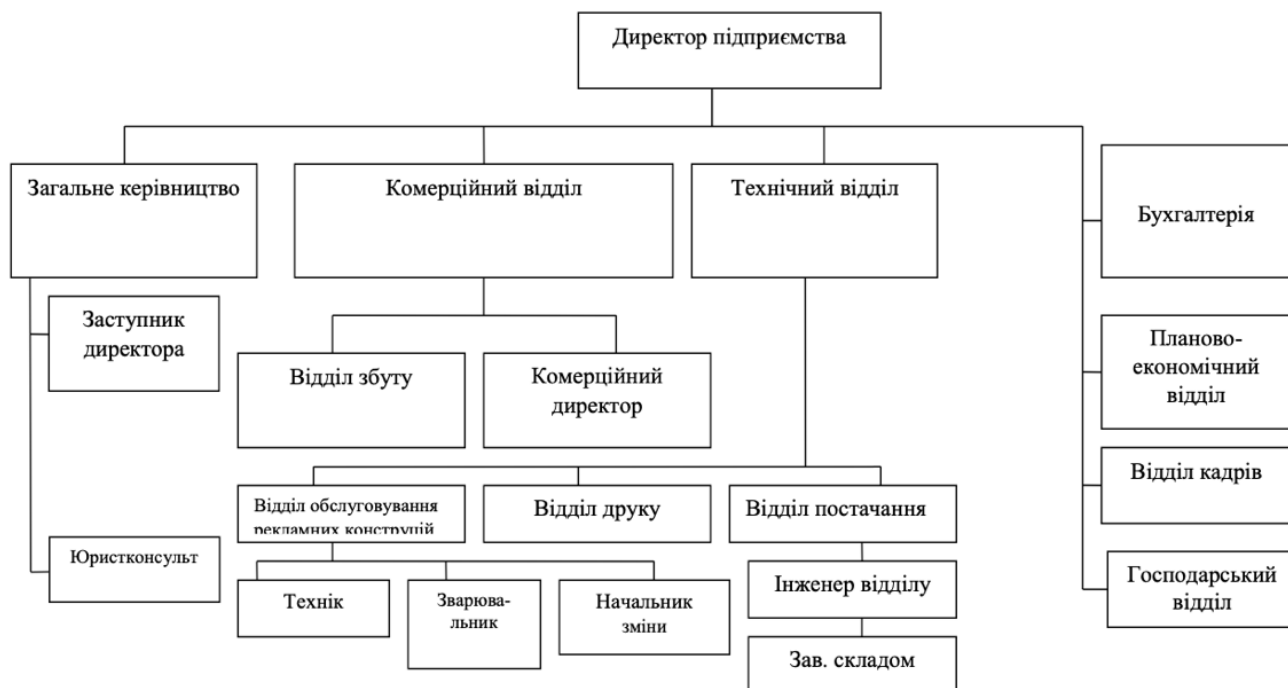 Директор підприємства
Загальне керівництво
Комерційний відділ
Технічний відділ
Бухгалтерія
Заступник
директора
Відділ збуту
Комерційний
директор
Планово-
економічний
відділ
Відділ кадрів
Відділ обслуговування
рекламних конструцій
Відділ друку
Відділ постачання
Юристконсульт
Технік
Зварюва-
льник
Начальник
зміни
Інженер відділу
Господарський
відділ
Зав. складом